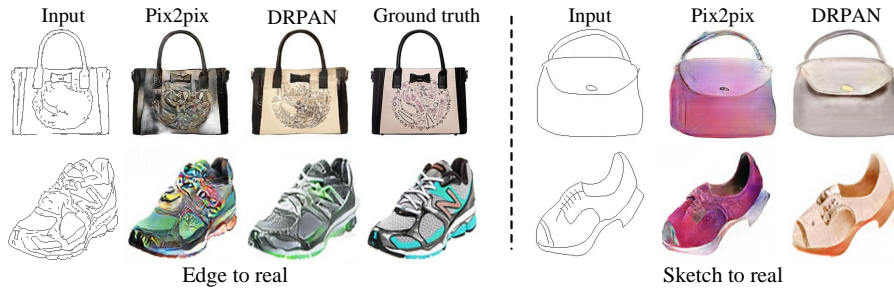 Input Pix2pix DRPAN Ground truth Input Pix2pix DRPAN
Edge to real Sketch to real